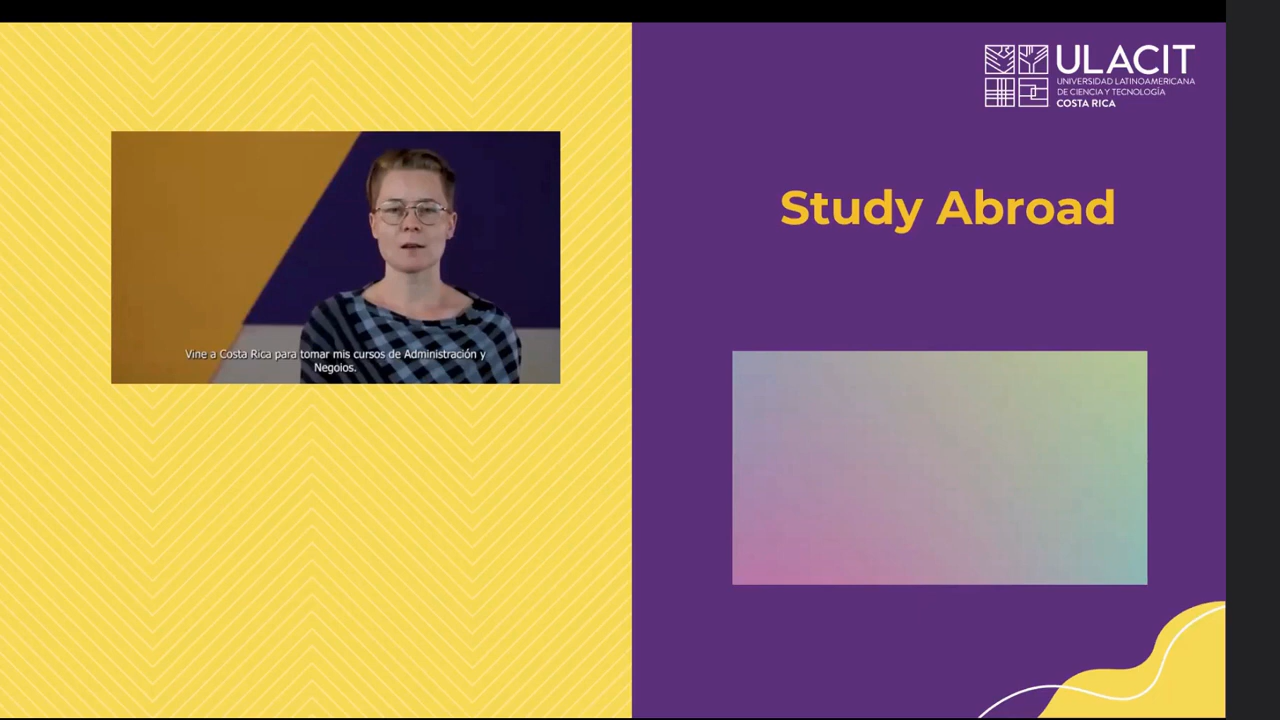 Vine a Costa Rica para tomar mis cursos de Administración y
Negoios.
ULACIT
UNIVERSIDAD LATINOAMERICANA
DE CIENCIA Y TECNOLOGÍA
COSTA RICA
Study Abroad